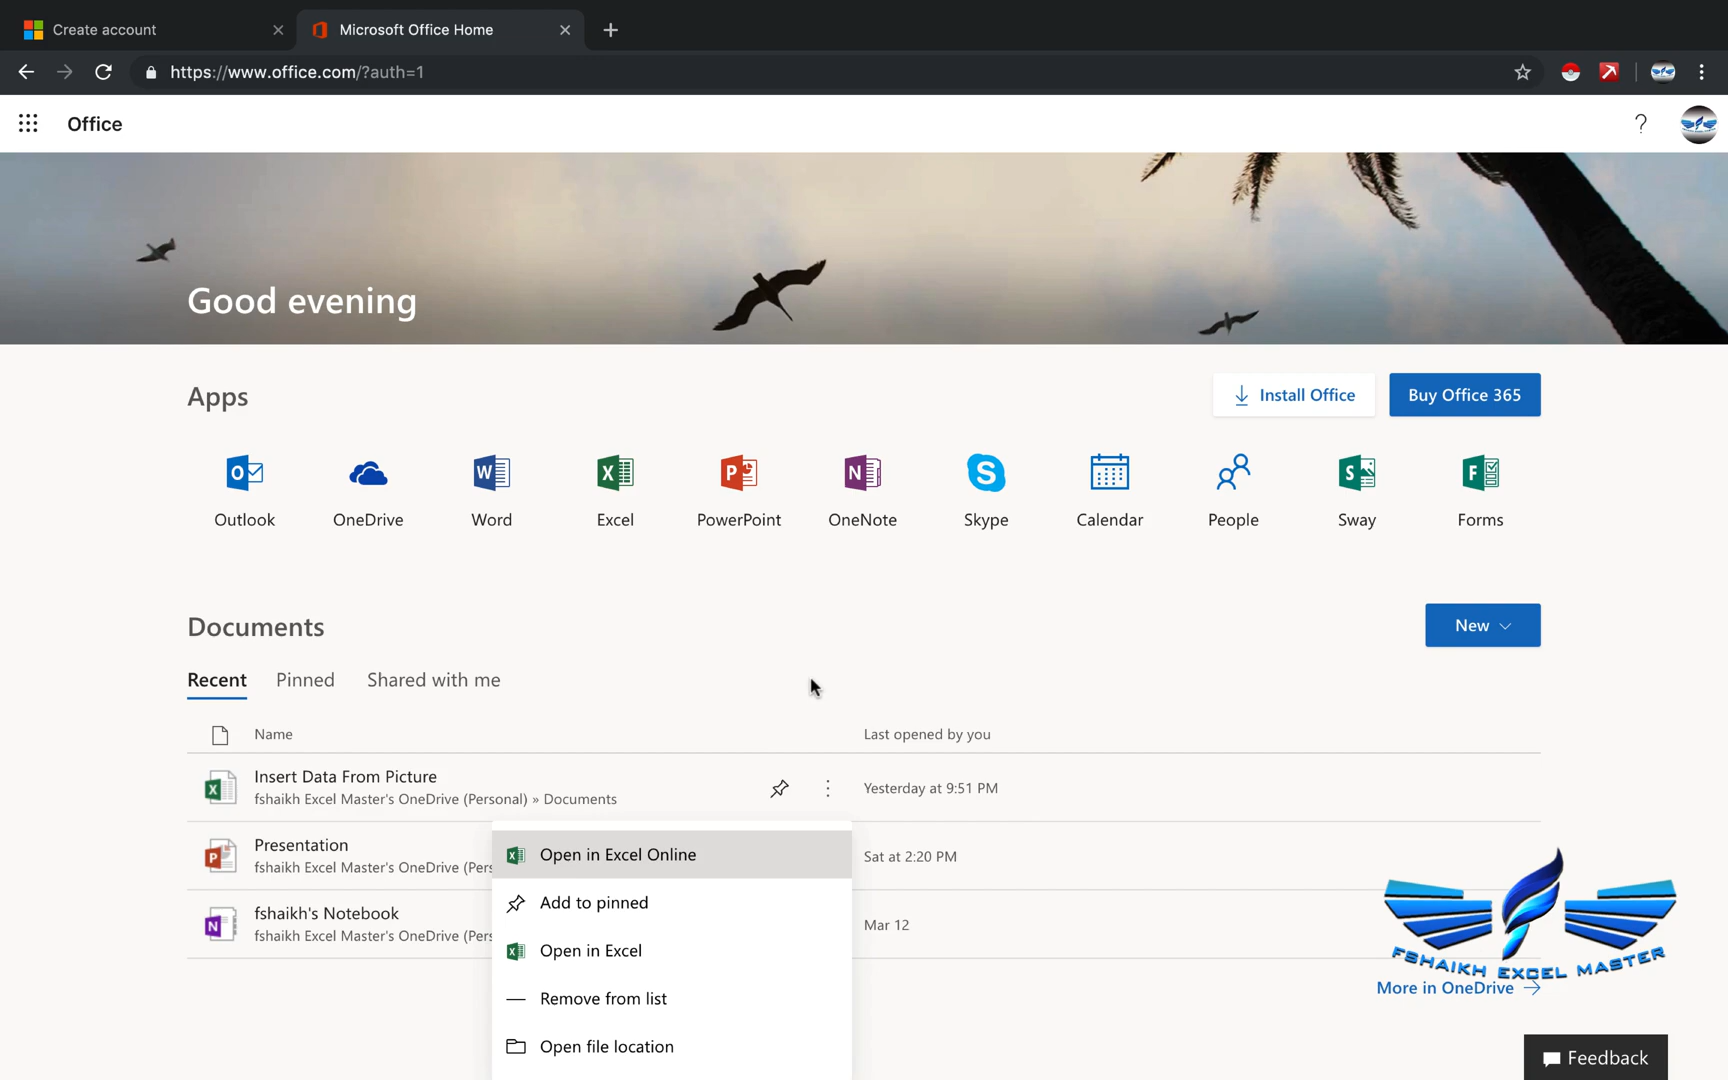 Create account
Microsoft Office Home
https://www.office.com/?auth=1
Office
?
Good evening
Apps
Install Office
Buy Office 365
Outlook
OneDrive
Word
Excel
PowerPoint
OneNote
Skype
Calendar
People
Sway
Forms
Documents
New
Recent
Pinned
Shared with me
Name
Last opened by you
Insert Data From Picture
fshaikh Excel Master's OneDrive (Personal) » Documents
Yesterday at 9:51 PM
Presentation
fshaikh Excel Master's OneDrive (Pers
Sat at 2:20 PM
fshaikh's Notebook
fshaikh Excel Master's OneDrive (Pers
Mar 12
Open in Excel Online
Add to pinned
Open in Excel
Remove from list
Open file location
FSHAIKH EXCEL MASTER
More in OneDrive
Feedback